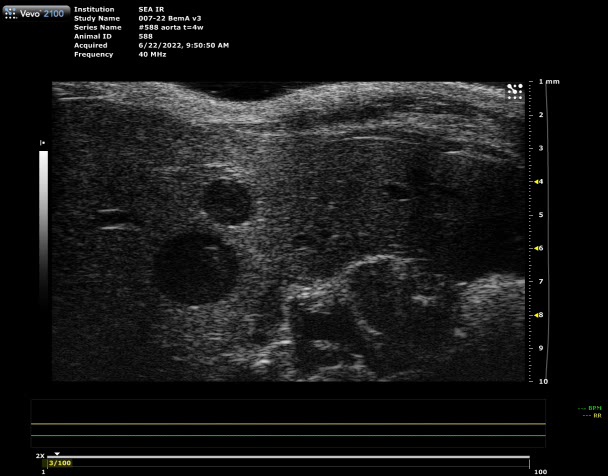 Vevo 2100
Institution SEA IR
Study Name 007-22 BemA v3
Series Name #588 aorta t=4w
Animal ID 588
Acquired 6/22/2022, 9:50:50 AM
Frequency 40 MHz
1 mm
2
3
4
5
6
7
8
9
10
--- BPM
--- RR
2X
3/100
1 100